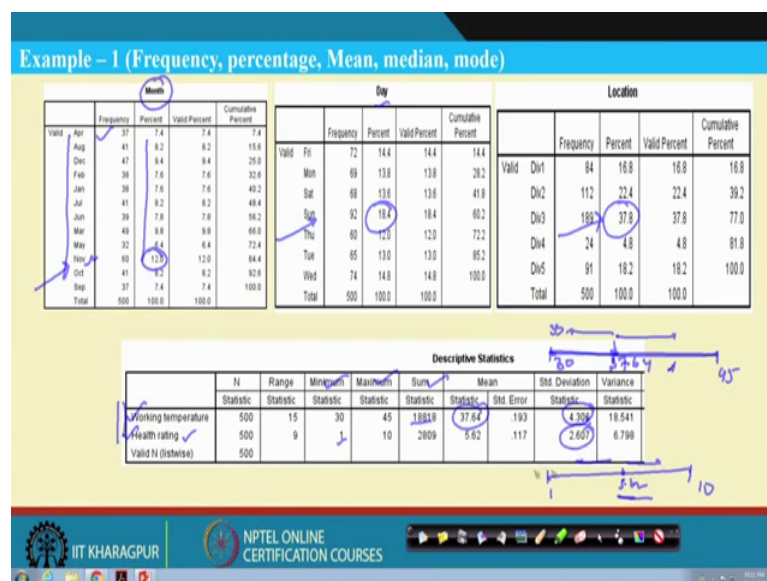 Example – 1 (Frequency, percentage, Mean, median, mode)
Month
Frequency Percent Valid Percent Cumulative Percent
Valid Apr 37 7.4 7.4 7.4
Aug 41 8.2 8.2 15.6
Dec 47 9.4 9.4 25.0
Feb 38 7.6 7.6 32.6
Jan 38 7.6 7.6 40.2
Jul 41 8.2 8.2 48.4
Jun 39 7.8 7.8 56.2
Mar 49 9.8 9.8 66.0
May 32 6.4 6.4 72.4
Nov 60 12.0 12.0 84.4
Oct 41 8.2 8.2 92.6
Sep 37 7.4 7.4 100.0
Total 500 100.0 100.0
Day
Frequency Percent Valid Percent Cumulative Percent
Valid Fri 72 14.4 14.4 14.4
Mon 69 13.8 13.8 28.2
Sat 68 13.6 13.6 41.8
Sun 92 18.4 18.4 60.2
Thu 60 12.0 12.0 72.2
Tue 65 13.0 13.0 85.2
Wed 74 14.8 14.8 100.0
Total 500 100.0 100.0
Location
Frequency Percent Valid Percent Cumulative Percent
Valid Div1 84 16.8 16.8 16.8
Div2 112 22.4 22.4 39.2
Div3 189 37.8 37.8 77.0
Div4 24 4.8 4.8 81.8
Div5 91 18.2 18.2 100.0
Total 500 100.0 100.0
30 37.64 45
Descriptive Statistics
N Range Minimum Maximum Sum Mean Std. Deviation Variance
Statistic Statistic Statistic Statistic Statistic Statistic Std. Error Statistic Statistic
Working temperature 500 15 30 45 18818 37.64 .193 4.306 18.541
Health rating 500 9 1 10 2809 5.62 .117 2.607 6.798
Valid N (listwise) 500
1 10
IIT KHARAGPUR
NPTEL ONLINE
CERTIFICATION COURSES